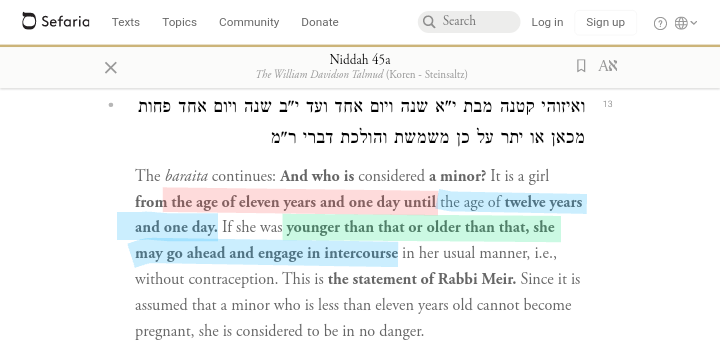 Sefaria Texts Topics Community Donate Search Log in Sign up
Niddah 45a
The William Davidson Talmud (Koren - Steinsaltz)
Aא
ואיזוהי קטנה מבת י"א שנה ויום אחד ועד י"ב שנה ויום אחד פחות
13
מכאן או יתר על כן משמשת והולכת דברי ר"מ
The baraita continues: And who is considered a minor? It is a girl
from the age of eleven years and one day until the age of twelve years
and one day. If she was younger than that or older than that, she
may go ahead and engage in intercourse in her usual manner, i.e.,
without contraception. This is the statement of Rabbi Meir. Since it is
assumed that a minor who is less than eleven years old cannot become
pregnant, she is considered to be in no danger.